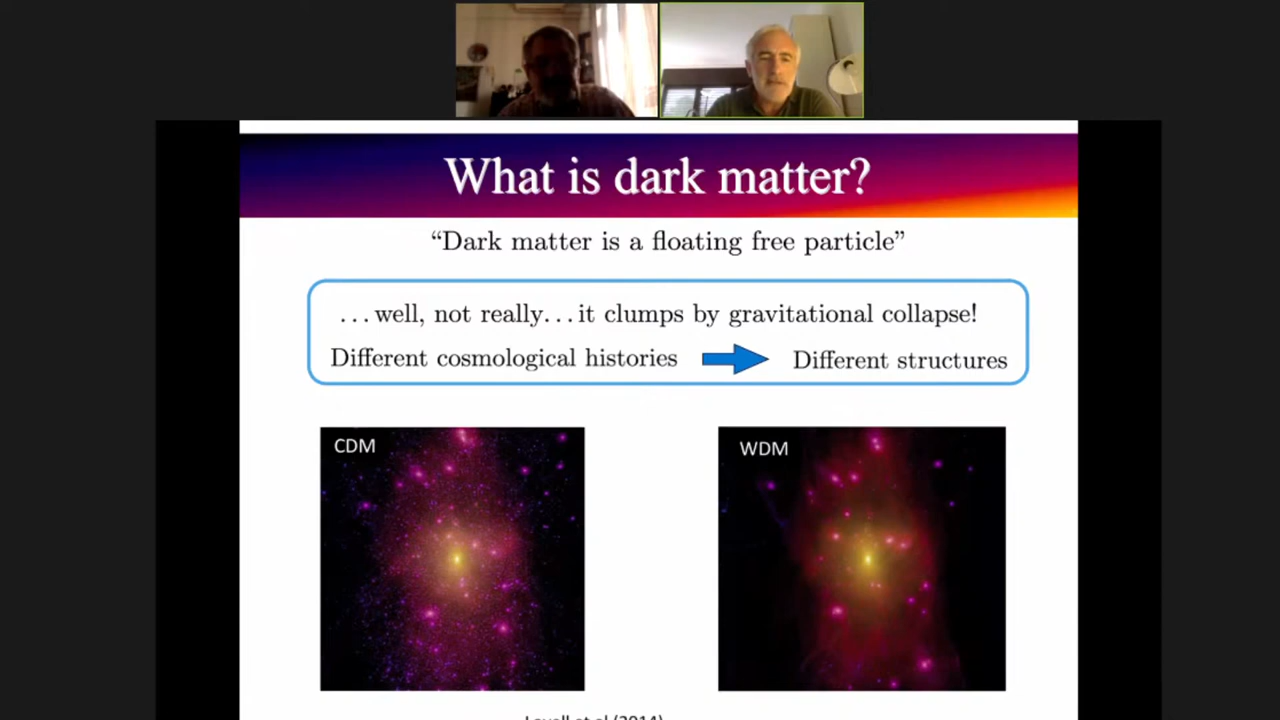 What is dark matter?
“Dark matter is a floating free particle”
...well, not really...it clumps by gravitational collapse!
Different cosmological histories
Different structures
CDM
WDM
Lovell et al (2014)